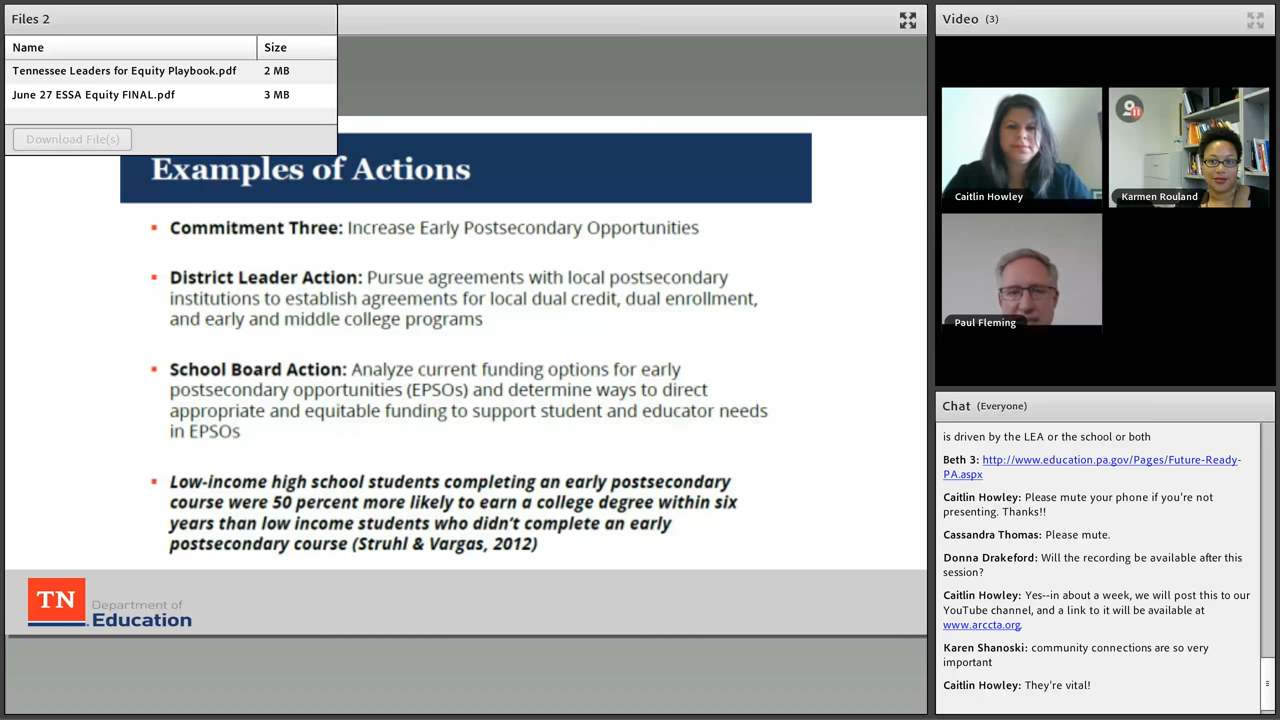 Files 2
Name Size
Tennessee Leaders for Equity Playbook.pdf 2 MB
June 27 ESSA Equity FINAL.pdf 3 MB
Download File(s)
Examples of Actions
▪ Commitment Three: Increase Early Postsecondary Opportunities
▪ District Leader Action: Pursue agreements with local postsecondary
institutions to establish agreements for local dual credit, dual enrollment,
and early and middle college programs
▪ School Board Action: Analyze current funding options for early
postsecondary opportunities (EPSOs) and determine ways to direct
appropriate and equitable funding to support student and educator needs
in EPSOs
▪ Low-income high school students completing an early postsecondary
course were 50 percent more likely to earn a college degree within six
years than low income students who didn't complete an early
postsecondary course (Struhl & Vargas, 2012)
TN
Department of
Education
Video (3)
Caitlin Howley
Karmen Rouland
Paul Fleming
Chat (Everyone)
is driven by the LEA or the school or both
Beth 3: http://www.education.pa.gov/Pages/Future-Ready-
PA.aspx
Caitlin Howley: Please mute your phone if you're not
presenting. Thanks!!
Cassandra Thomas: Please mute.
Donna Drakeford: Will the recording be available after this
session?
Caitlin Howley: Yes--in about a week, we will post this to our
YouTube channel, and a link to it will be available at
www.arccta.org.
Karen Shanoski: community connections are so very
important
Caitlin Howley: They're vital!